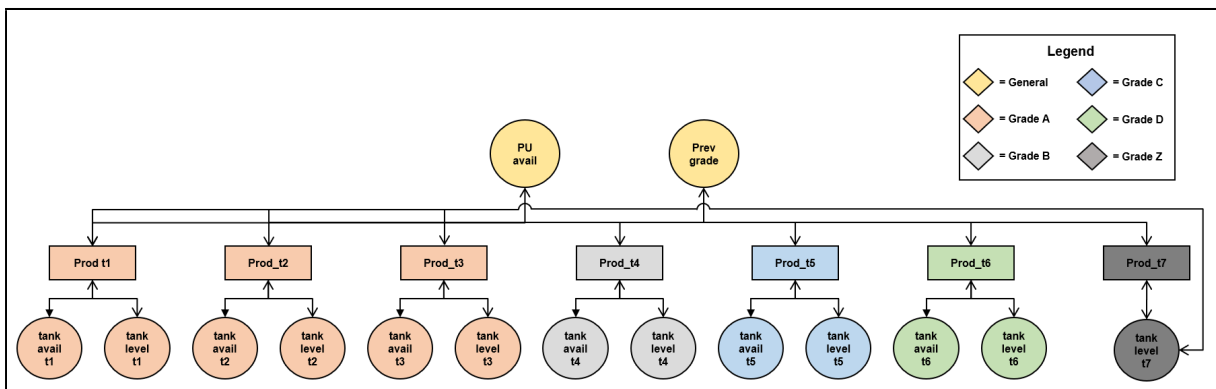 Legend
= General
= Grade C
= Grade A
= Grade D
= Grade B
= Grade Z
PU
avail
Prev
grade
Prod t1
Prod_t2
Prod_t3
Prod_t4
Prod_t5
Prod_t6
Prod_t7
tank
avail
t1
tank
level
t1
tank
avail
t2
tank
level
t2
tank
avail
t3
tank
level
t3
tank
avail
t4
tank
level
t4
tank
avail
t5
tank
level
t5
tank
avail
t6
tank
level
t6
tank
level
t7